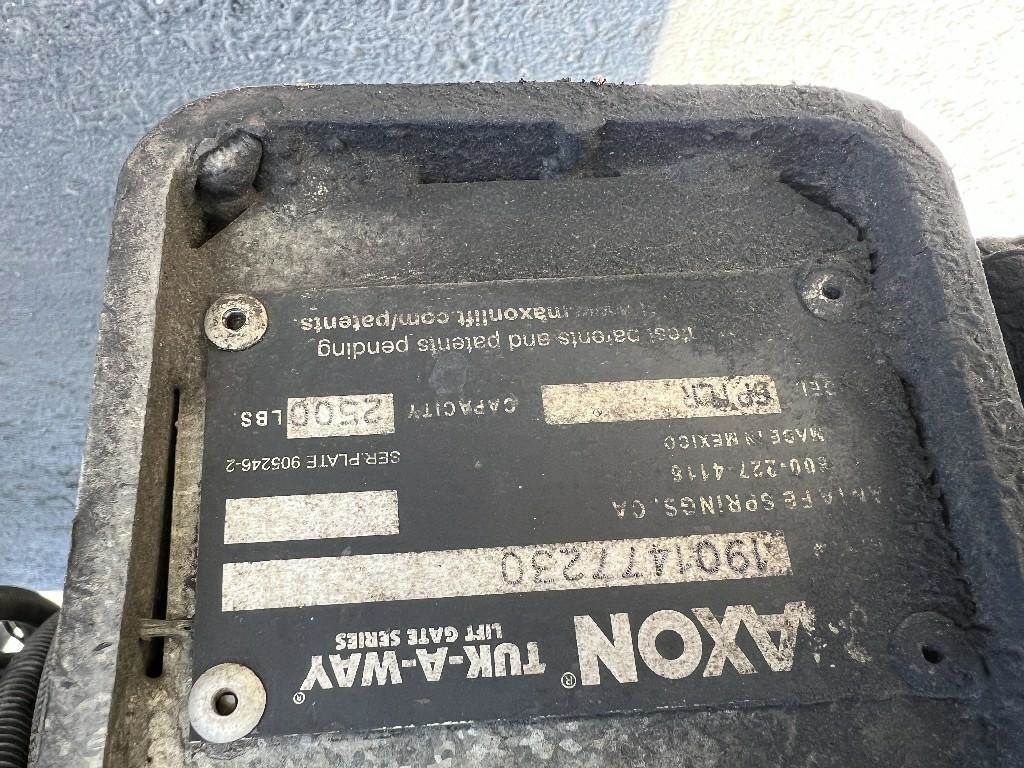 AXON® TUK-A-WAY®
LIFT GATE SERIES
1901477230
FE SPRINGS, CA
800-227-4116
MADE IN MEXICO
SER.PLATE 905246-2
CAPACITY 2500 LBS.
patents and patents pending
maxonlift.com/patents.